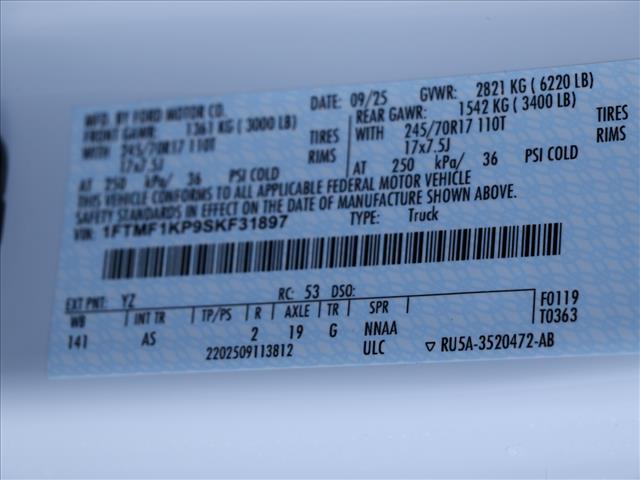 MFD. BY FORD MOTOR CO. DATE: 09/25 GVWR: 2821 KG ( 6220 LB)
FRONT GAWR: 1361 KG ( 3000 LB) REAR GAWR: 1542 KG ( 3400 LB)
WITH 245/70R17 110T TIRES WITH 245/70R17 110T TIRES
17x7.5J RIMS 17x7.5J RIMS
AT 250 kPa/ 36 PSI COLD AT 250 kPa/ 36 PSI COLD
THIS VEHICLE CONFORMS TO ALL APPLICABLE FEDERAL MOTOR VEHICLE
SAFETY STANDARDS IN EFFECT ON THE DATE OF MANUFACTURE SHOWN ABOVE.
VIN: 1FTMF1KP9SKF31897 TYPE: Truck
EXT PNT: YZ RC: 53 DSO:
WB INT TR TP/PS R AXLE TR SPR F0119
141 AS 2 19 G NNAA T0363
2202509113812 ULC ▽ RU5A-3520472-AB